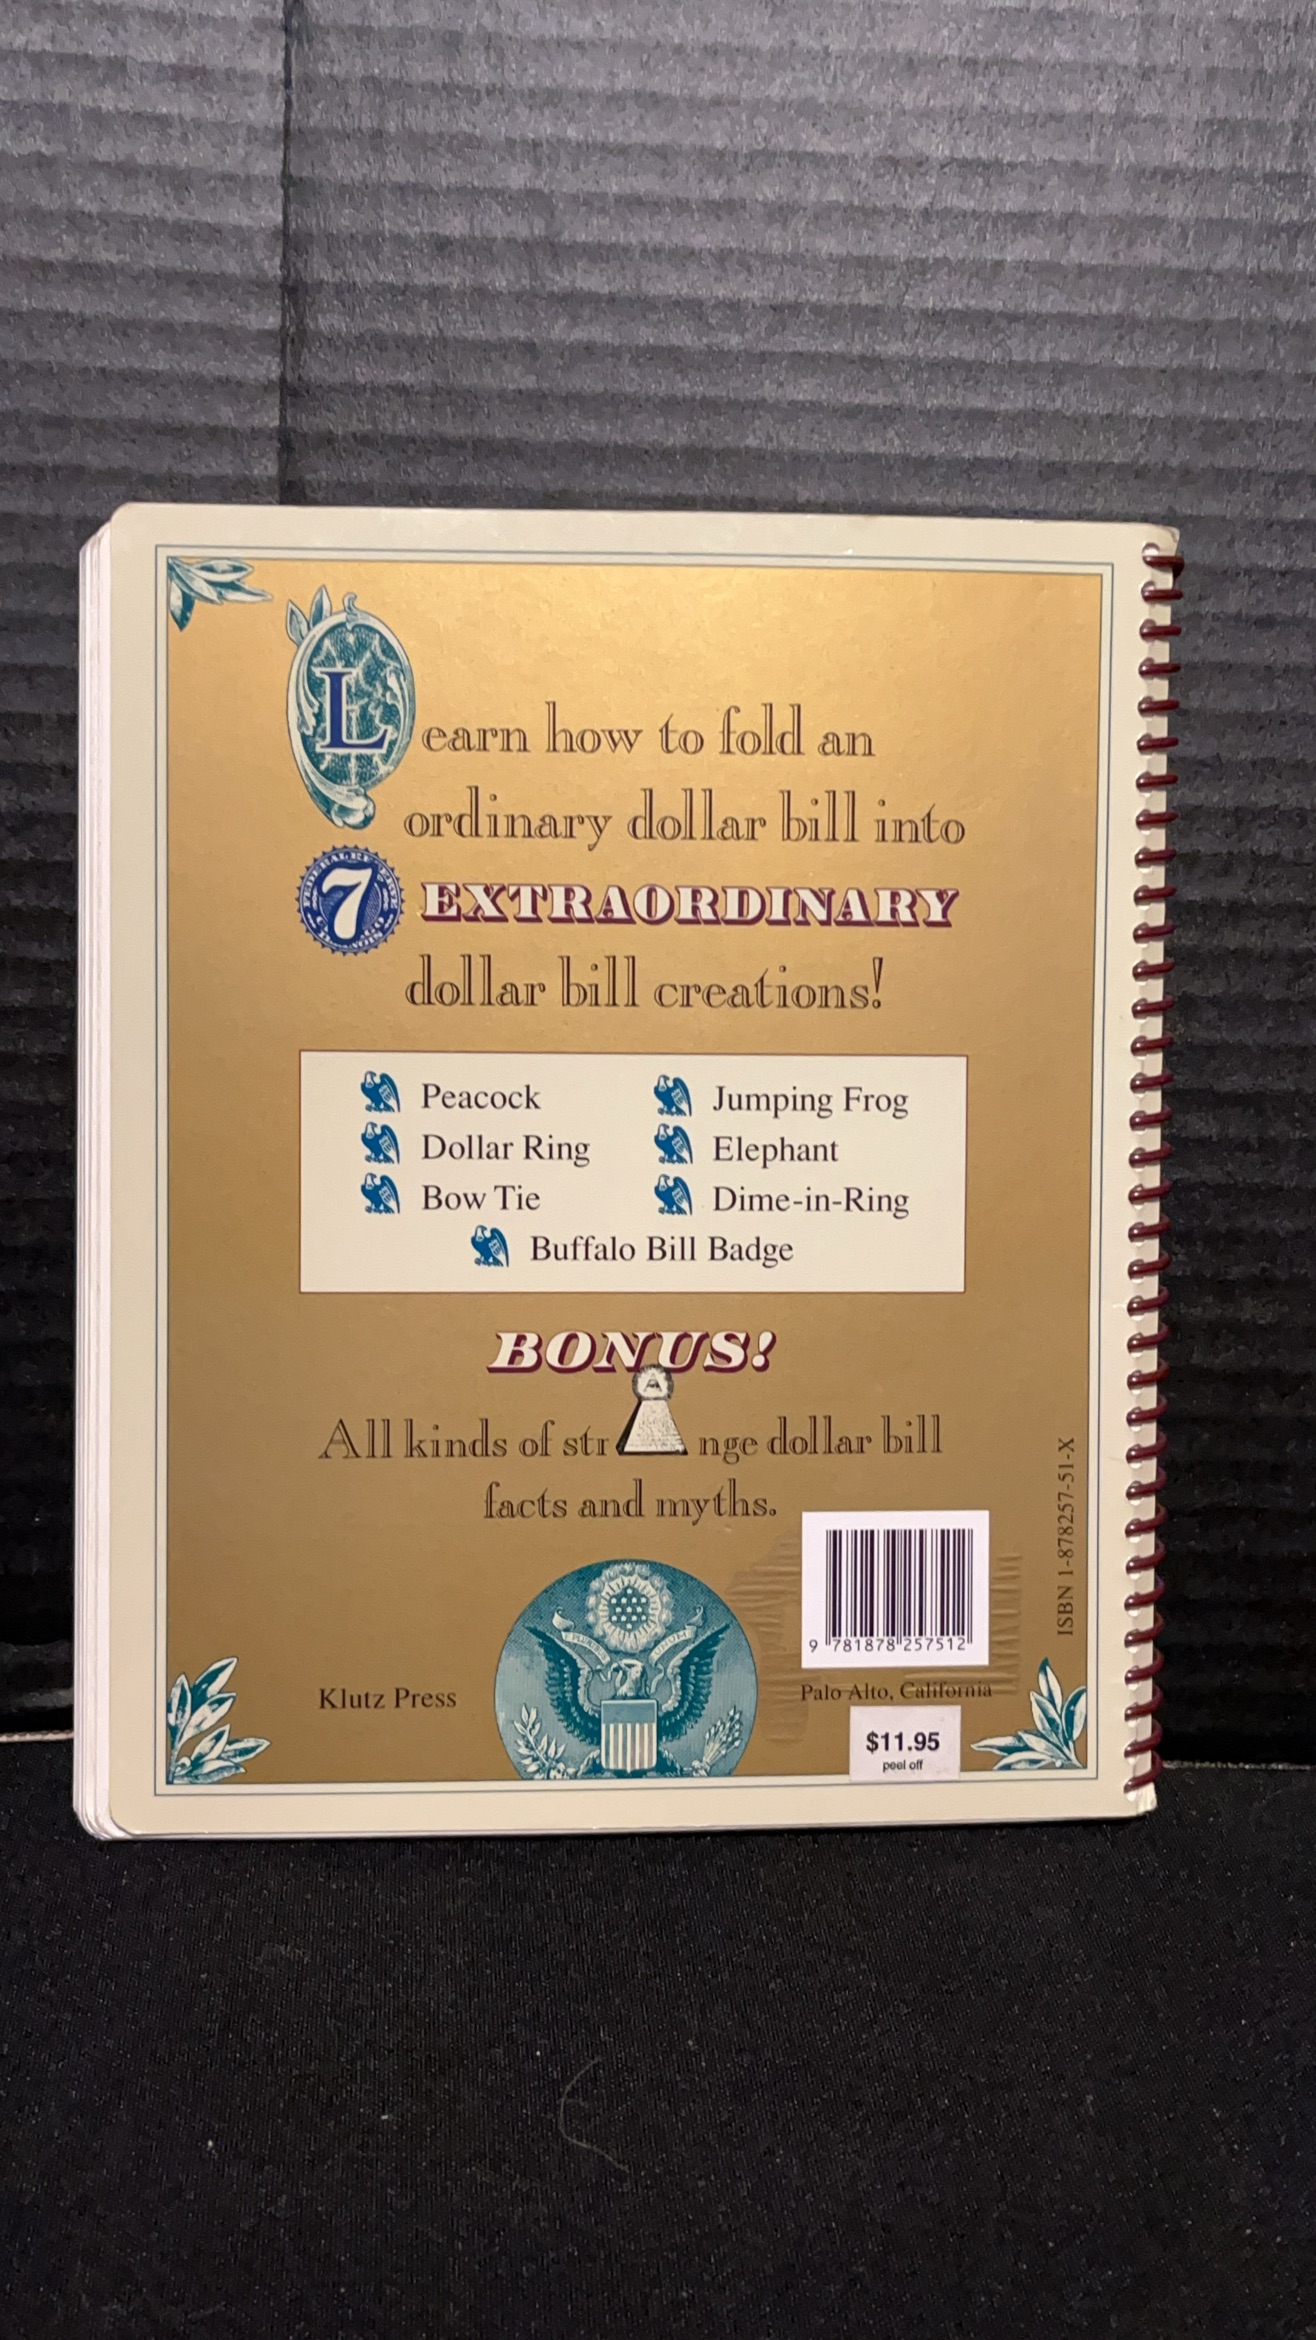 Learn how to fold an
ordinary dollar bill into
7 EXTRAORDINARY
dollar bill creations!
Peacock
Jumping Frog
Dollar Ring
Elephant
Bow Tie
Dime-in-Ring
Buffalo Bill Badge
BONUS!
All kinds of str nge dollar bill
facts and myths.
ISBN 1-878257-51-X
9 781878 257512
Klutz Press
Palo Alto, California
$11.95
peel off